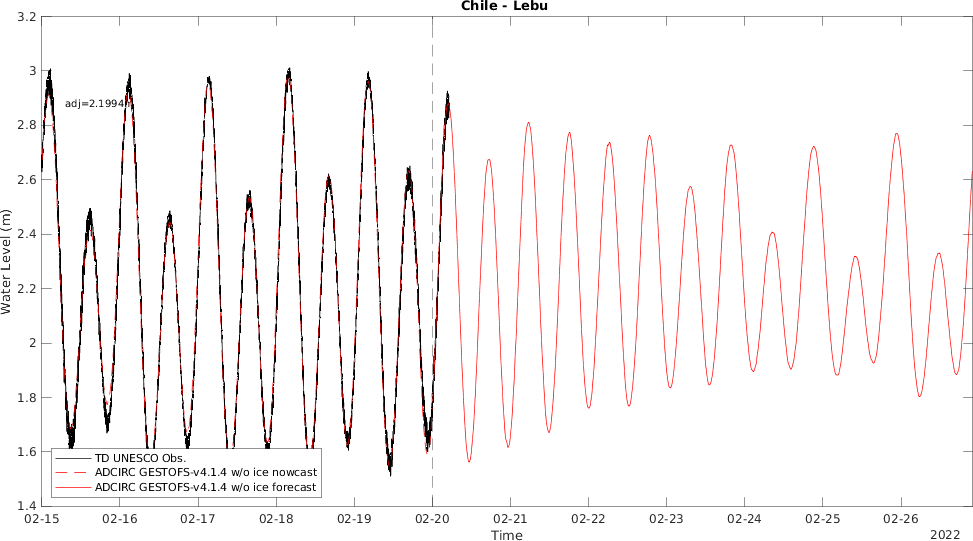 Chile - Lebu
3.2
3
2.8
2.6
2.4
2.2
2
1.8
1.6
1.4
Water Level (m)
adj=2.1994
TD UNESCO Obs.
ADCIRC GESTOFS-v4.1.4 w/o ice nowcast
ADCIRC GESTOFS-v4.1.4 w/o ice forecast
02-15 02-16 02-17 02-18 02-19 02-20 02-21 02-22 02-23 02-24 02-25 02-26
Time
2022